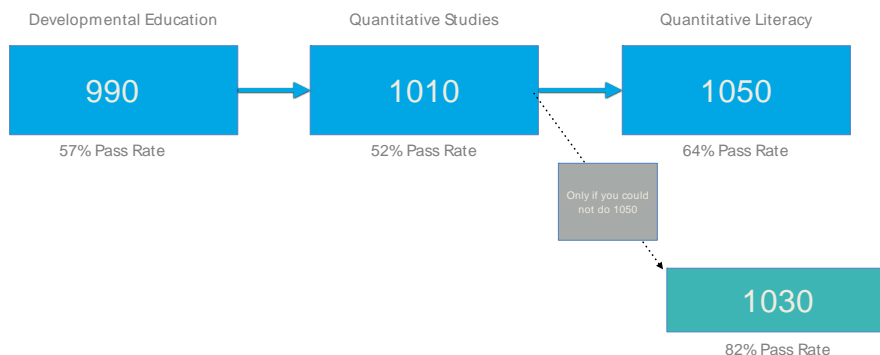 Developmental Education
Quantitative Studies
Quantitative Literacy
990
1010
1050
57% Pass Rate
52% Pass Rate
64% Pass Rate
Only if you could
not do 1050
1030
82% Pass Rate